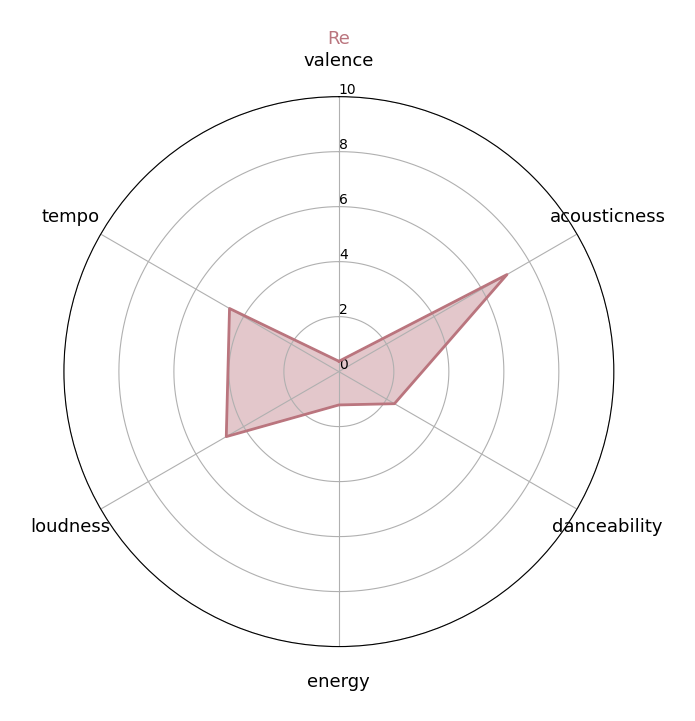 Re
valence
10
8
6
4
2
0
tempo
acousticness
loudness
danceability
energy